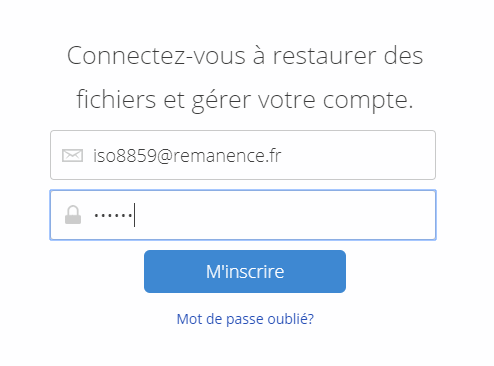 Connectez-vous à restaurer des
fichiers et gérer votre compte.
iso8859@remanence.fr
••••••
M'inscrire
Mot de passe oublié?